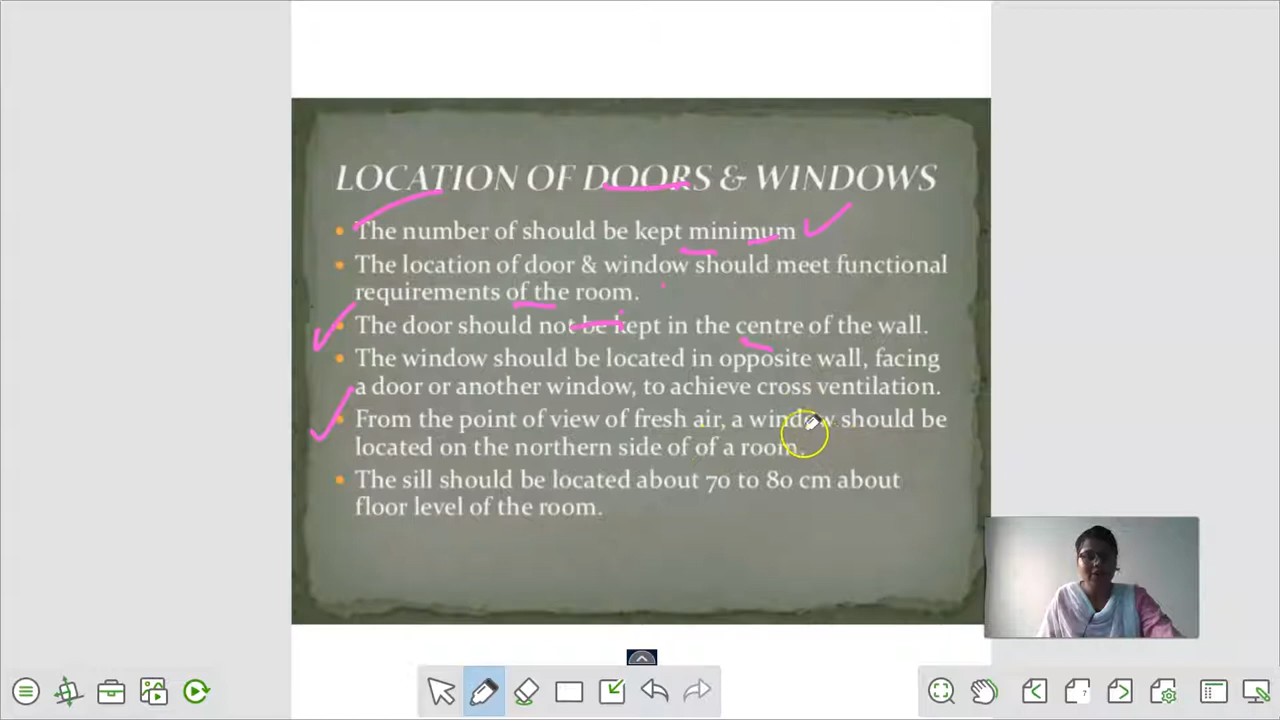 LOCATION OF DOORS & WINDOWS
The number of should be kept minimum
The location of door & window should meet functional
requirements of the room.
The door should not be kept in the centre of the wall.
The window should be located in opposite wall, facing
a door or another window, to achieve cross ventilation.
From the point of view of fresh air, a window should be
located on the northern side of of a room.
The sill should be located about 70 to 80 cm about
floor level of the room.